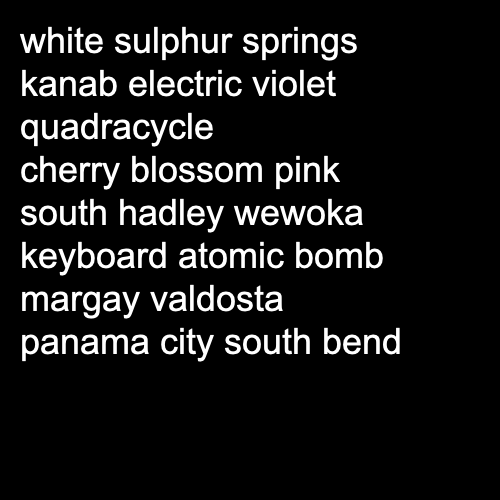 white sulphur springs
kanab electric violet
quadracycle
cherry blossom pink
south hadley wewoka
keyboard atomic bomb
margay valdosta
panama city south bend